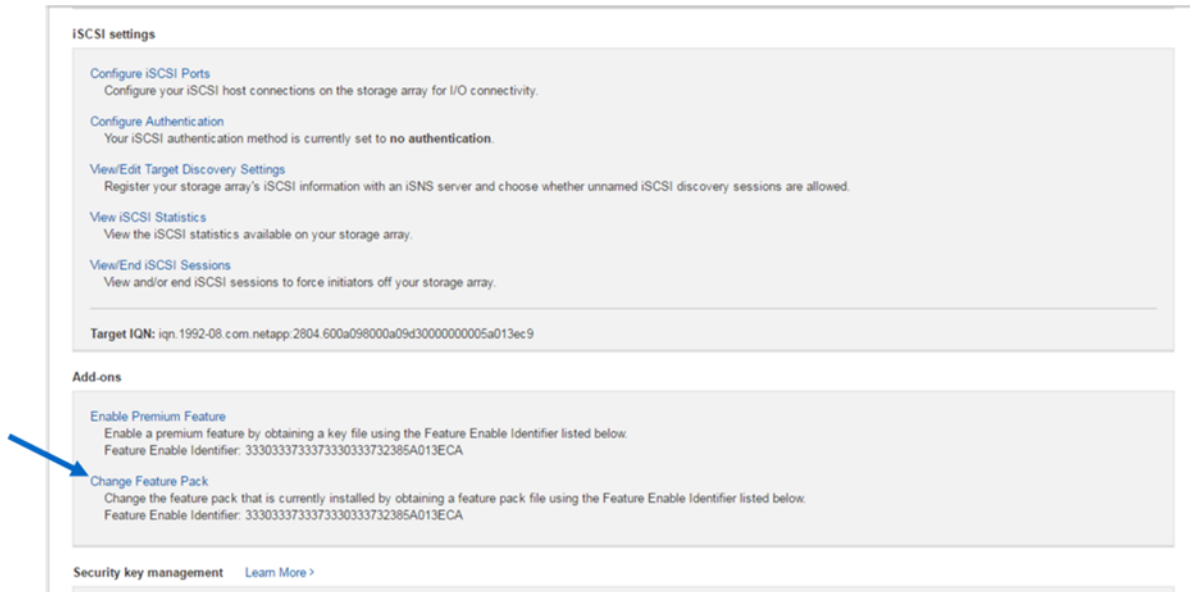 iSCSI settings
Configure iSCSI Ports
Configure your iSCSI host connections on the storage array for I/O connectivity.
Configure Authentication
Your iSCSI authentication method is currently set to no authentication.
View/Edit Target Discovery Settings
Register your storage array's iSCSI information with an iSNS server and choose whether unnamed iSCSI discovery sessions are allowed.
View iSCSI Statistics
View the iSCSI statistics available on your storage array.
View/End iSCSI Sessions
View and/or end iSCSI sessions to force initiators off your storage array.
Target IQN: iqn.1992-08.com.netapp:2804.600a098000a09d30000000005a013ec9
Add-ons
Enable Premium Feature
Enable a premium feature by obtaining a key file using the Feature Enable Identifier listed below.
Feature Enable Identifier: 3330333733373330333732385A013ECA
Change Feature Pack
Change the feature pack that is currently installed by obtaining a feature pack file using the Feature Enable Identifier listed below.
Feature Enable Identifier: 3330333733373330333732385A013ECA
Security key management Learn More >